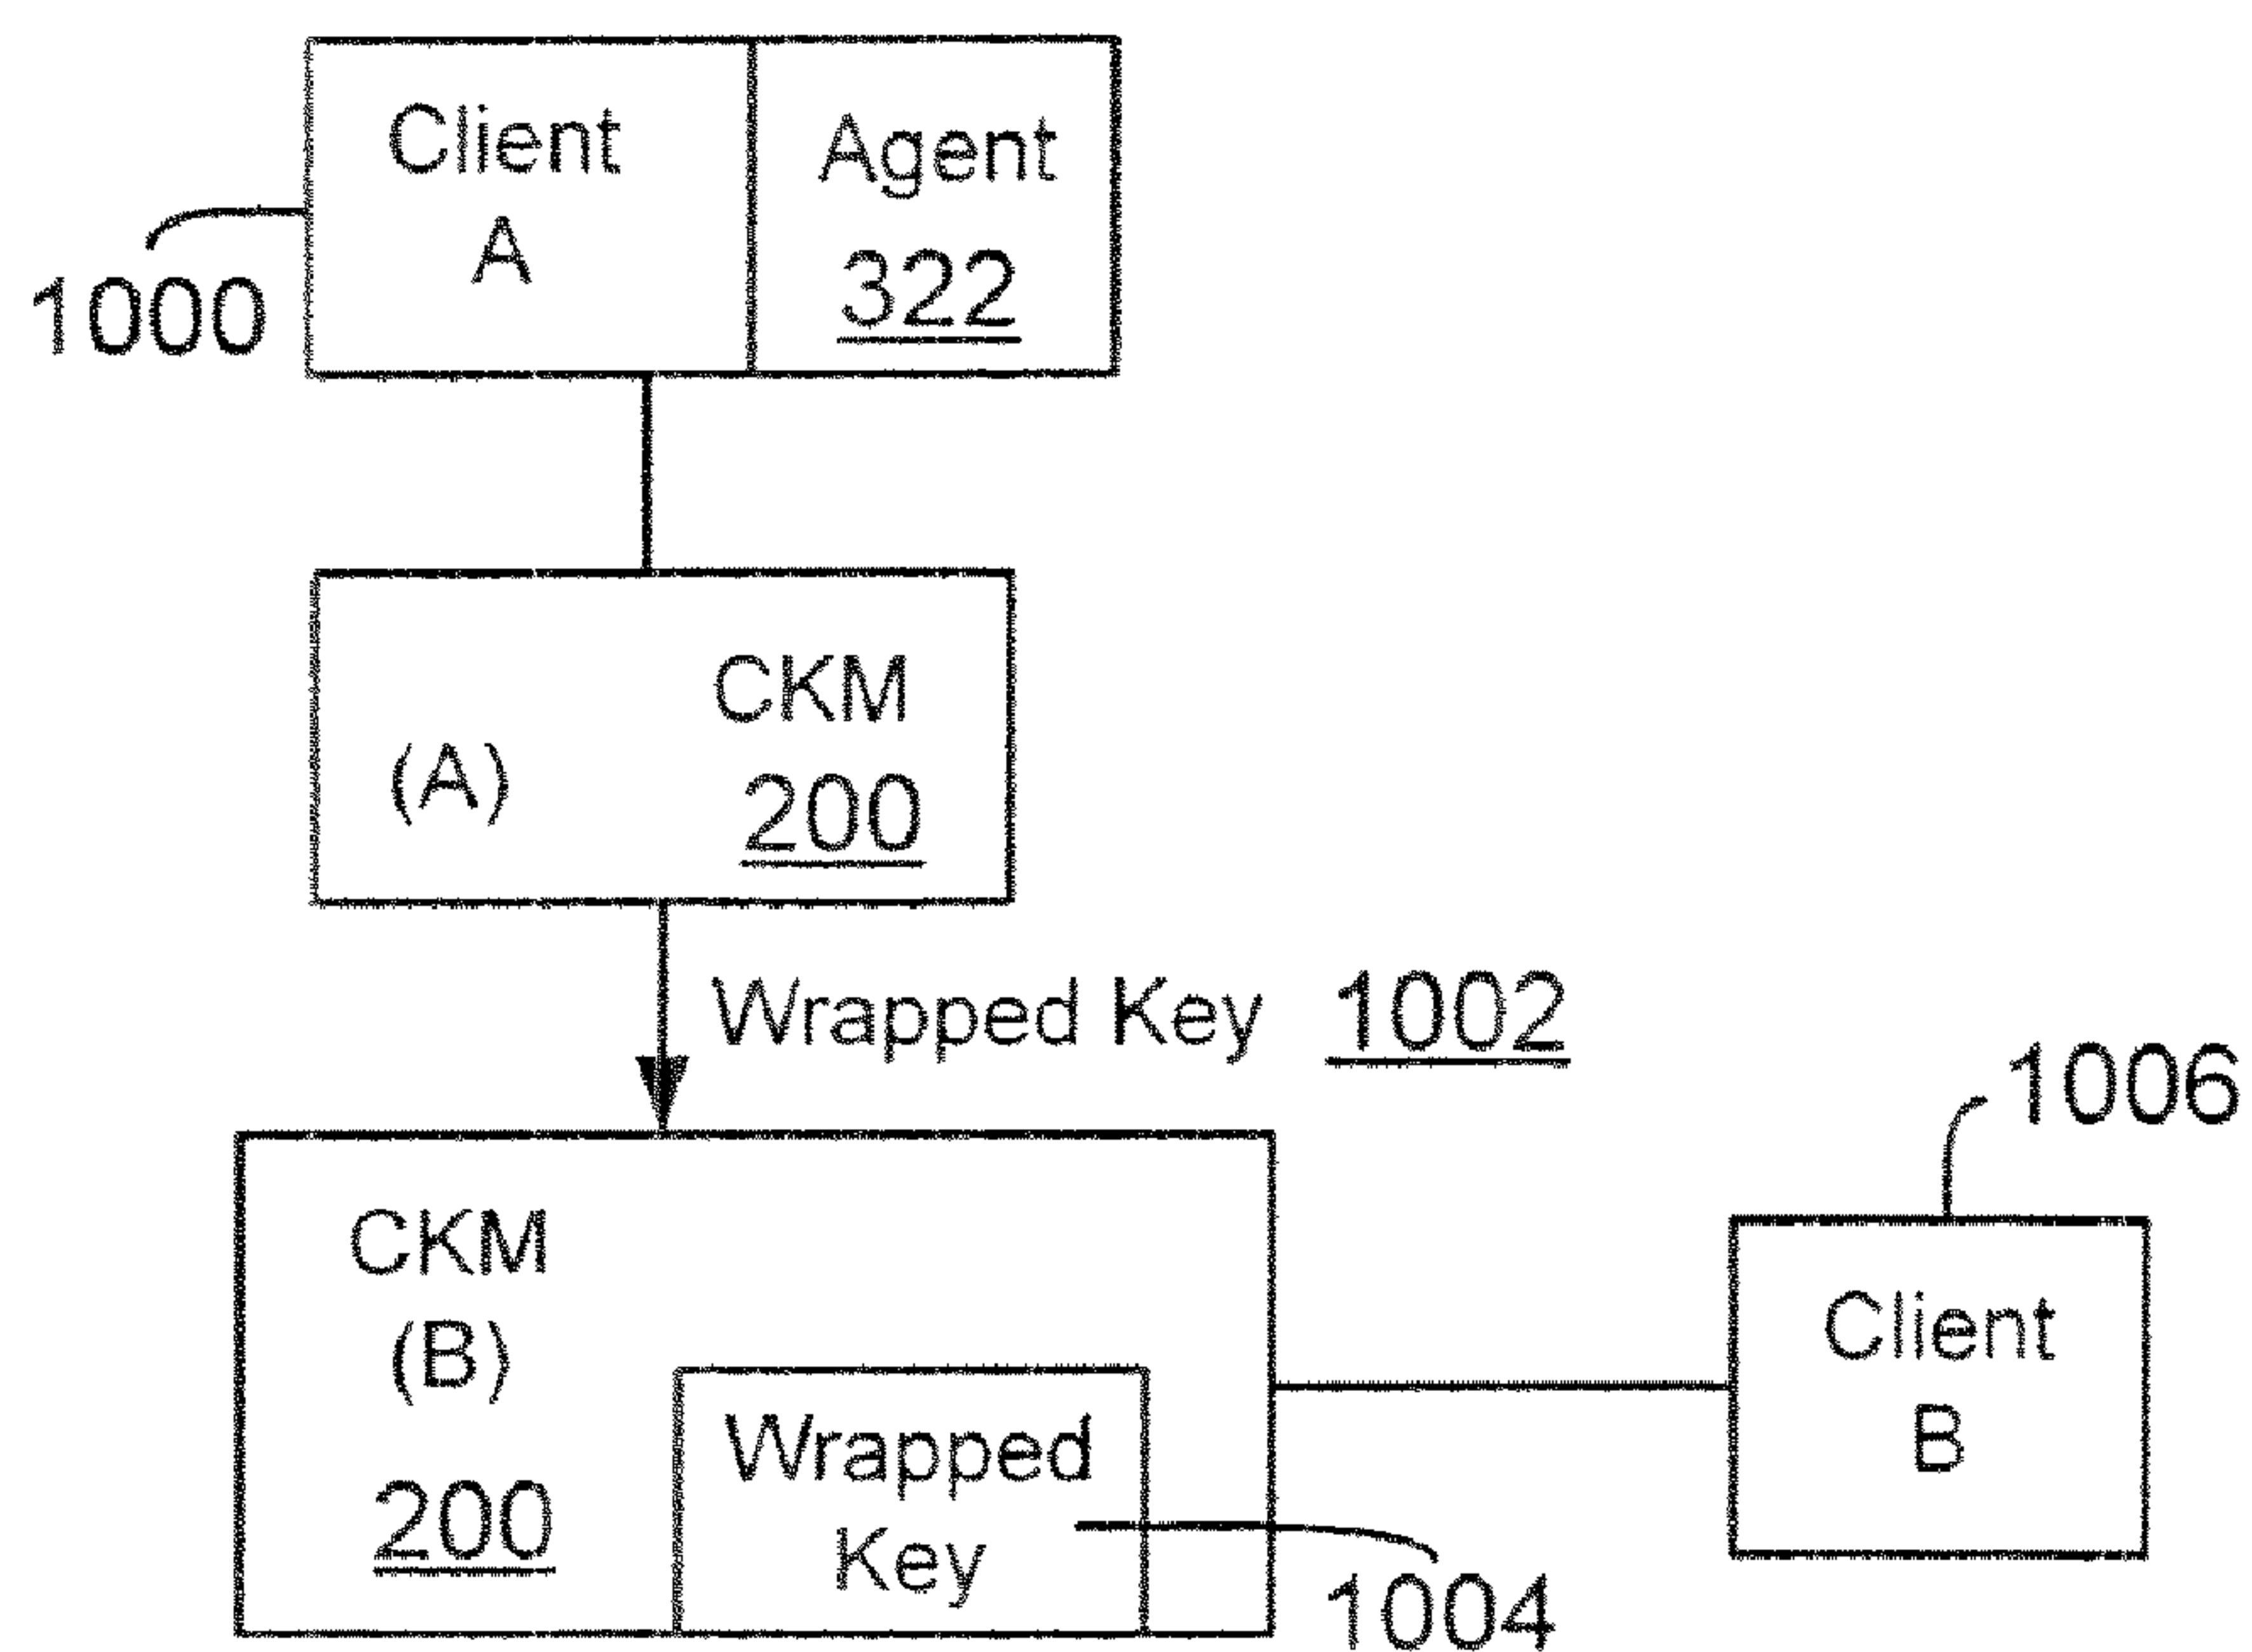 Client
A
Agent
322
1000
CKM
(A)
200
Wrapped Key 1002
1006
CKM
(B)
200
Wrapped
Key
1004
Client
B